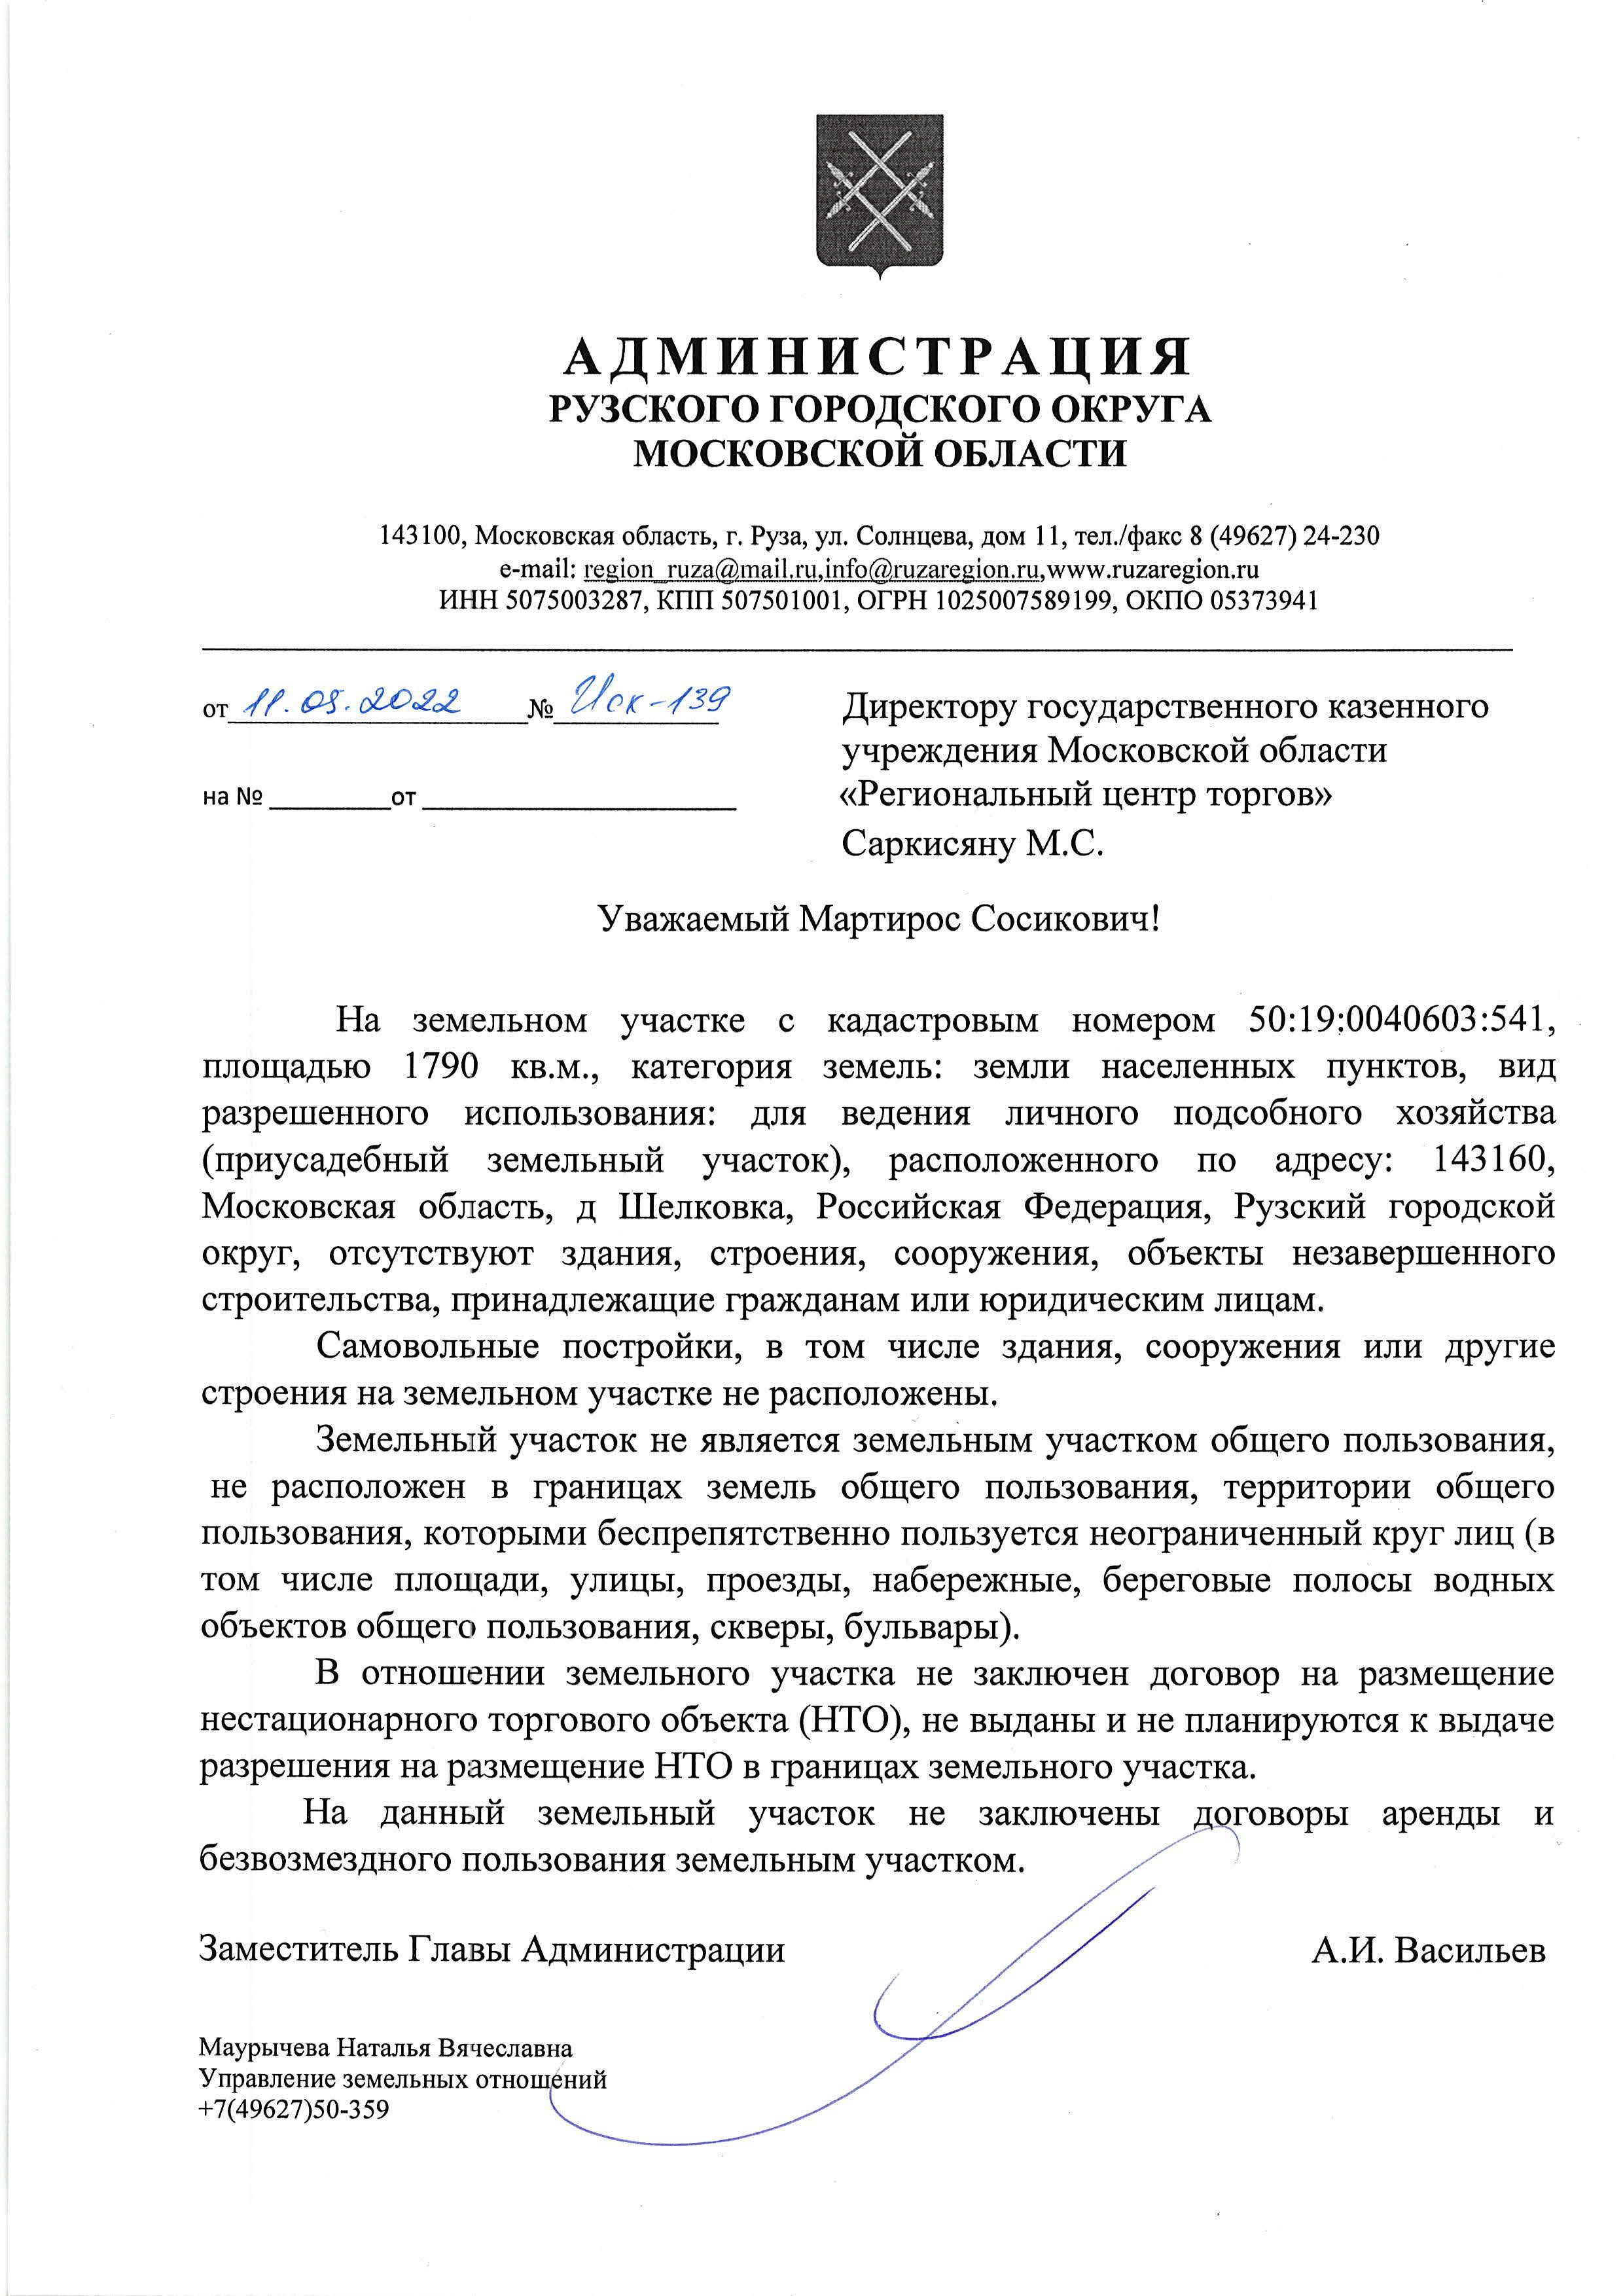 АДМИНИСТРАЦИЯ
РУЗСКОГО ГОРОДСКОГО ОКРУГА
МОСКОВСКОЙ ОБЛАСТИ
143100, Московская область, г. Руза, ул. Солнцева, дом 11, тел./факс 8 (49627) 24-230
e-mail: region_ruza@mail.ru,info@ruzaregion.ru,www.ruzaregion.ru
ИНН 5075003287, КПП 507501001, ОГРН 1025007589199, ОКПО 05373941
от 11.05.2022 № Исх-139
на № от
Директору государственного казенного
учреждения Московской области
«Региональный центр торгов»
Саркисяну М.С.
Уважаемый Мартирос Сосикович!
На земельном участке с кадастровым номером 50:19:0040603:541,
площадью 1790 кв.м., категория земель: земли населенных пунктов, вид
разрешенного использования: для ведения личного подсобного хозяйства
(приусадебный земельный участок), расположенного по адресу: 143160,
Московская область, д Шелковка, Российская Федерация, Рузский городской
округ, отсутствуют здания, строения, сооружения, объекты незавершенного
строительства, принадлежащие гражданам или юридическим лицам.
Самовольные постройки, в том числе здания, сооружения или другие
строения на земельном участке не расположены.
Земельный участок не является земельным участком общего пользования,
не расположен в границах земель общего пользования, территории общего
пользования, которыми беспрепятственно пользуется неограниченный круг лиц (в
том числе площади, улицы, проезды, набережные, береговые полосы водных
объектов общего пользования, скверы, бульвары).
В отношении земельного участка не заключен договор на размещение
нестационарного торгового объекта (НТО), не выданы и не планируются к выдаче
разрешения на размещение НТО в границах земельного участка.
На данный земельный участок не заключены договоры аренды и
безвозмездного пользования земельным участком.
Заместитель Главы Администрации А.И. Васильев
Маурычева Наталья Вячеславна
Управление земельных отношений
+7(49627)50-359